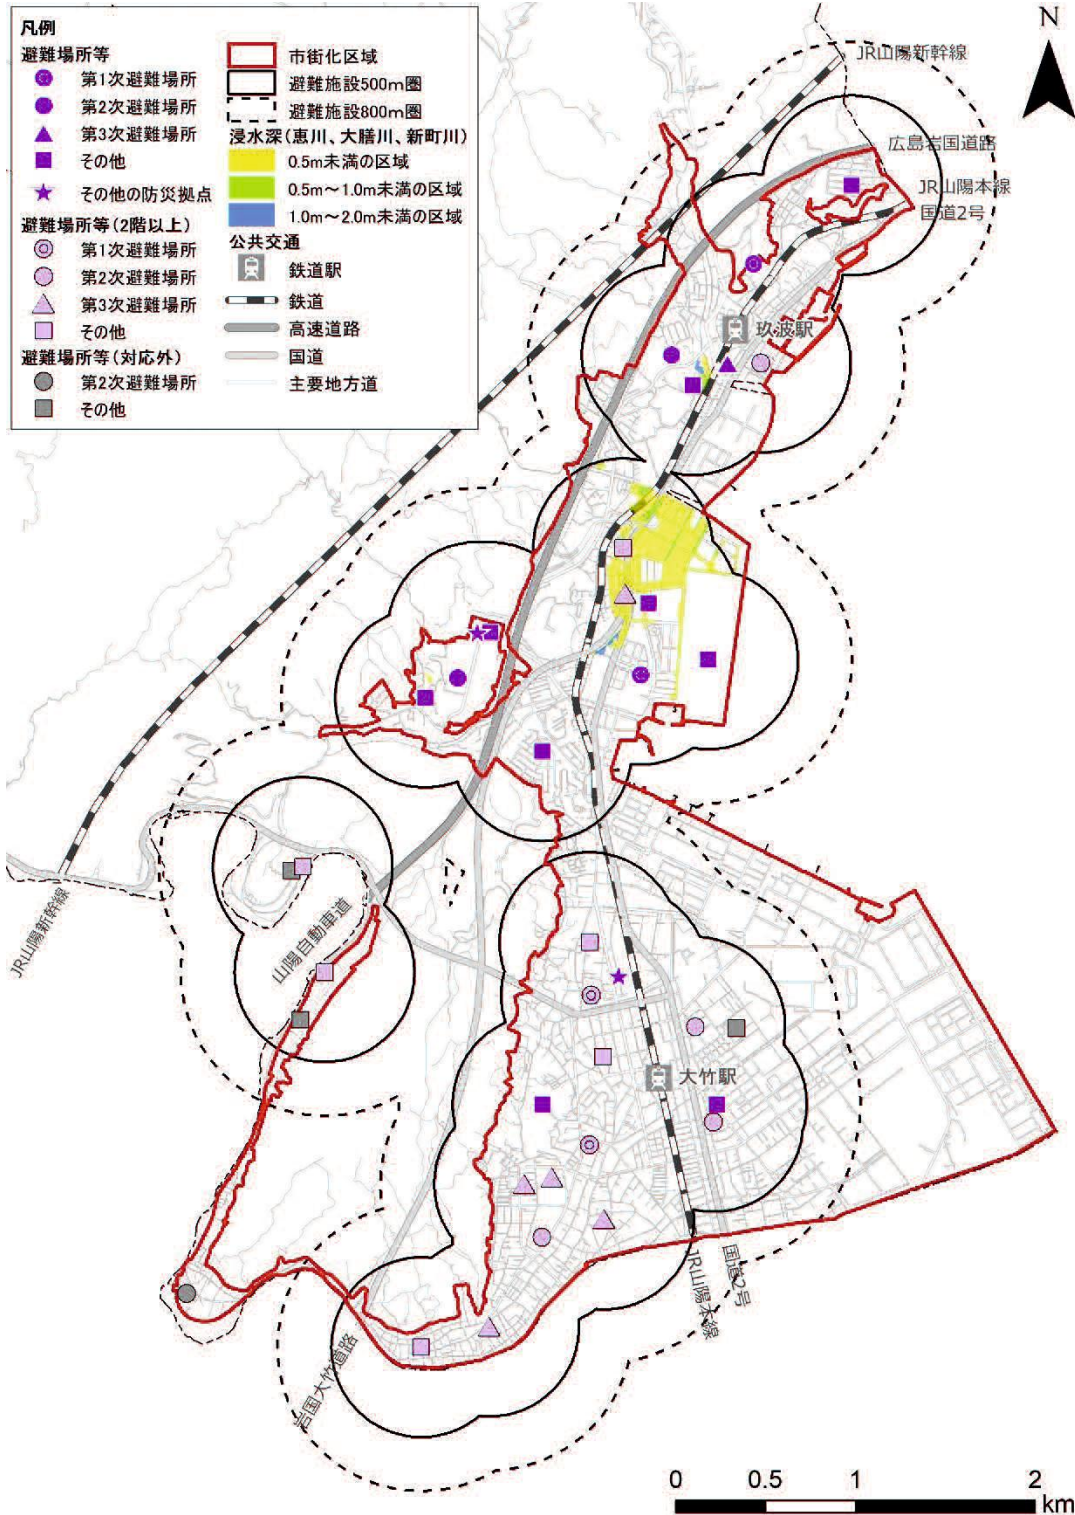 凡例
避難場所等
第1次避難場所
第2次避難場所
第3次避難場所
その他
その他の防災拠点
避難場所等(2階以上)
第1次避難場所
第2次避難場所
第3次避難場所
その他
避難場所等(対応外)
第2次避難場所
その他
市街化区域
避難施設500m圏
避難施設800m圏
浸水深(恵川、大膳川、新町川)
0.5m未満の区域
0.5m～1.0m未満の区域
1.0m～2.0m未満の区域
公共交通
鉄道駅
鉄道
高速道路
国道
主要地方道
N
JR山陽新幹線
広島岩国道路
JR山陽本線
国道2号
玖波駅
JR山陽新幹線
山陽自動車道
大竹駅
国道2号
JR山陽本線
岩国大竹道路
0 0.5 1 2
km